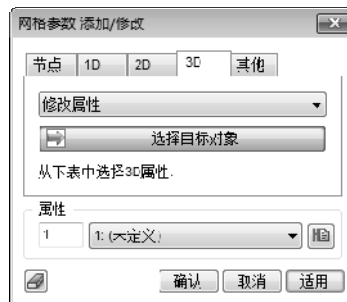 网格参数 添加/修改
节点 1D 2D 3D 其他
修改属性
选择目标对象
从下表中选择3D属性.
属性
1 1: (未定义)
确认 取消 适用